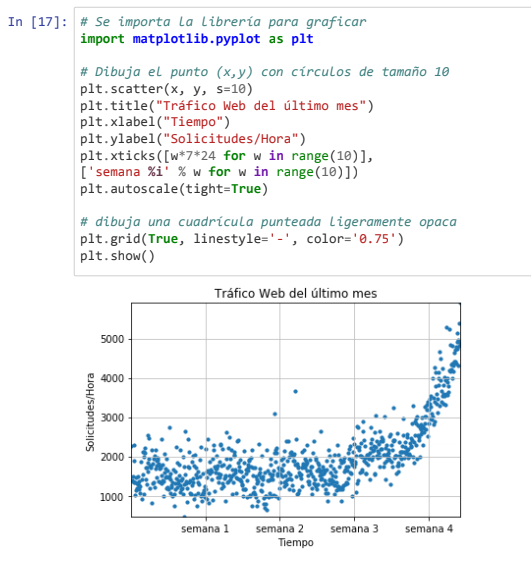 In [17]: # Se importa la librería para graficar
import matplotlib.pyplot as plt
# Dibuja el punto (x,y) con círculos de tamaño 10
plt.scatter(x, y, s=10)
plt.title("Tráfico Web del último mes")
plt.xlabel("Tiempo")
plt.ylabel("Solicitudes/Hora")
plt.xticks([w*7*24 for w in range(10)],
['semana %i' % w for w in range(10)])
plt.autoscale(tight=True)
# dibuja una cuadrícula punteada ligeramente opaca
plt.grid(True, linestyle='-', color='0.75')
plt.show()
Tráfico Web del último mes
Solicitudes/Hora
5000
4000
3000
2000
1000
semana 1 semana 2 semana 3 semana 4
Tiempo